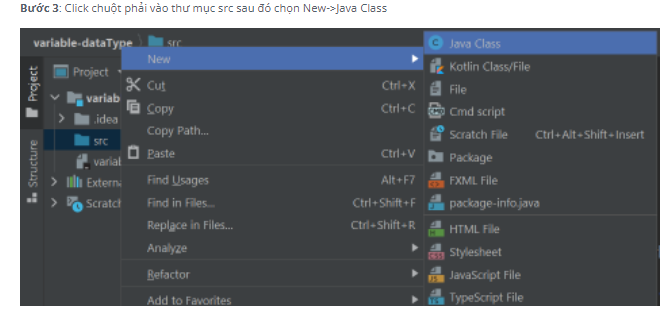 Bước 3: Click chuột phải vào thư mục src sau đó chọn New->Java Class
variable-dataType
src
Project
Structure
Project
variab
.idea
src
variab
Externa
Scratch
New
Cut Ctrl+X
Copy Ctrl+C
Copy Path...
Paste Ctrl+V
Find Usages Alt+F7
Find in Files... Ctrl+Shift+F
Replace in Files... Ctrl+Shift+R
Analyze
Refactor
Add to Favorites
Java Class
Kotlin Class/File
File
Cmd script
Scratch File Ctrl+Alt+Shift+Insert
Package
FXML File
package-info.java
HTML File
Stylesheet
JavaScript File
TypeScript File